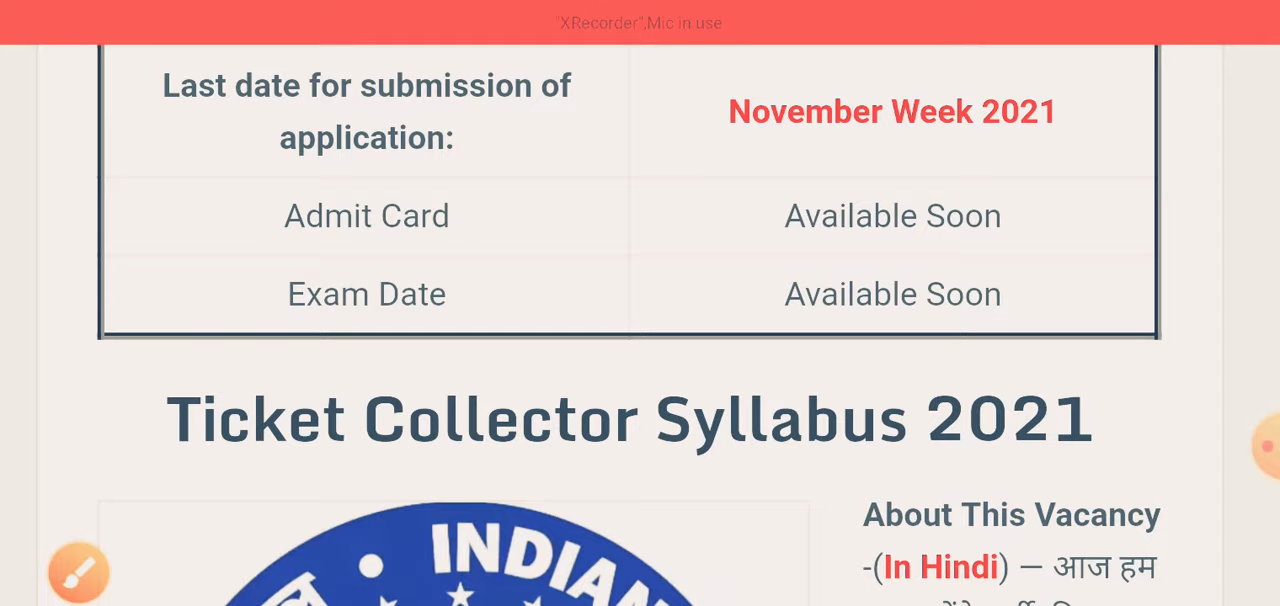 "XRecorder",Mic in use
Last date for submission of
application:
November Week 2021
Admit Card
Available Soon
Exam Date
Available Soon
Ticket Collector Syllabus 2021
About This Vacancy
-(In Hindi) — आज हम
INDIAN